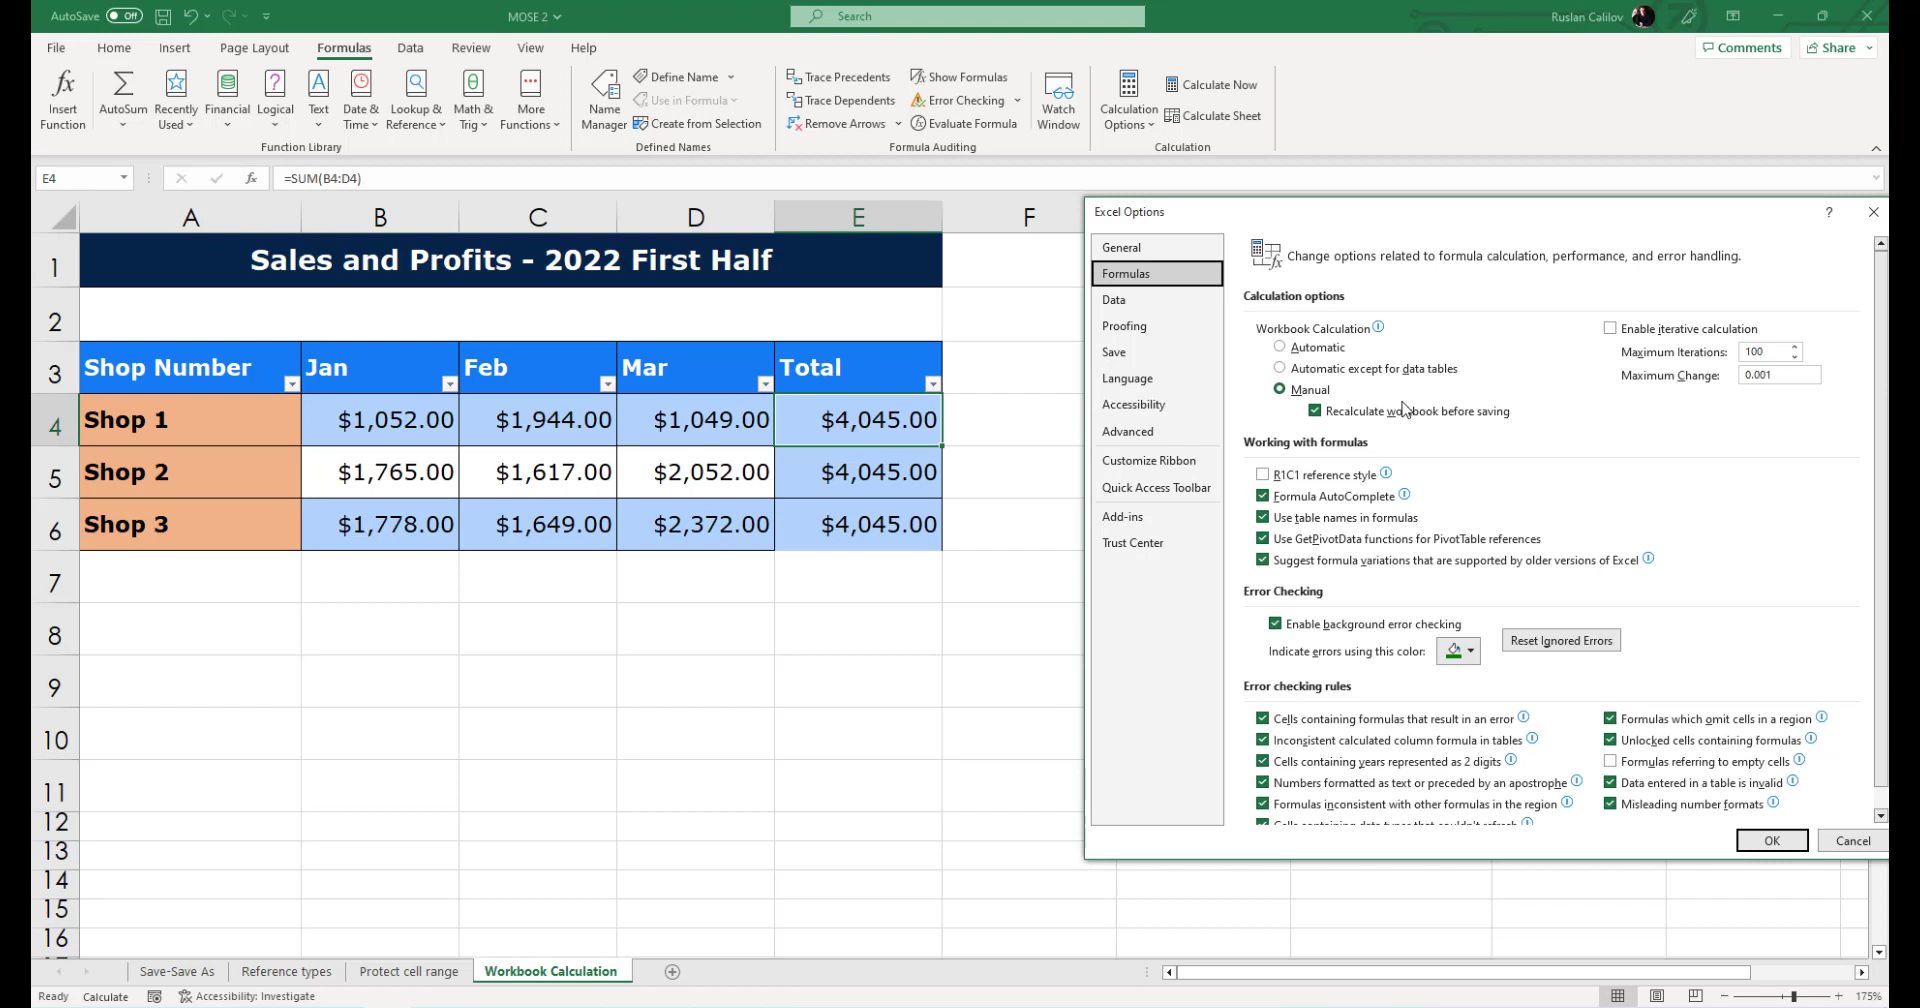 AutoSave Off MOSE 2 Search Ruslan Calilov
File Home Insert Page Layout Formulas Data Review View Help Comments Share
Insert Function AutoSum Recently Used Financial Logical Text Date & Time Lookup & Reference Math & Trig More Functions
Function Library
Name Manager
Define Name
Use in Formula
Create from Selection
Defined Names
Trace Precedents Show Formulas
Trace Dependents Error Checking
Remove Arrows Evaluate Formula
Watch Window
Formula Auditing
Calculation Options
Calculate Now
Calculate Sheet
Calculation
E4 fx =SUM(B4:D4)
A B C D E F
1 Sales and Profits - 2022 First Half
2
3 Shop Number Jan Feb Mar Total
4 Shop 1 $1,052.00 $1,944.00 $1,049.00 $4,045.00
5 Shop 2 $1,765.00 $1,617.00 $2,052.00 $4,045.00
6 Shop 3 $1,778.00 $1,649.00 $2,372.00 $4,045.00
7
8
9
10
11
12
13
14
15
16
Excel Options ?
General
Formulas
Data
Proofing
Save
Language
Accessibility
Advanced
Customize Ribbon
Quick Access Toolbar
Add-ins
Trust Center
Change options related to formula calculation, performance, and error handling.
Calculation options
Workbook Calculation
Automatic
Automatic except for data tables
Manual
Recalculate workbook before saving
Enable iterative calculation
Maximum Iterations: 100
Maximum Change: 0.001
Working with formulas
R1C1 reference style
Formula AutoComplete
Use table names in formulas
Use GetPivotData functions for PivotTable references
Suggest formula variations that are supported by older versions of Excel
Error Checking
Enable background error checking
Indicate errors using this color: Reset Ignored Errors
Error checking rules
Cells containing formulas that result in an error
Inconsistent calculated column formula in tables
Cells containing years represented as 2 digits
Numbers formatted as text or preceded by an apostrophe
Formulas inconsistent with other formulas in the region
Cells containing data types that couldn't refresh
Formulas which omit cells in a region
Unlocked cells containing formulas
Formulas referring to empty cells
Data entered in a table is invalid
Misleading number formats
OK Cancel
Save-Save As Reference types Protect cell range Workbook Calculation
Ready Calculate Accessibility: Investigate 175%